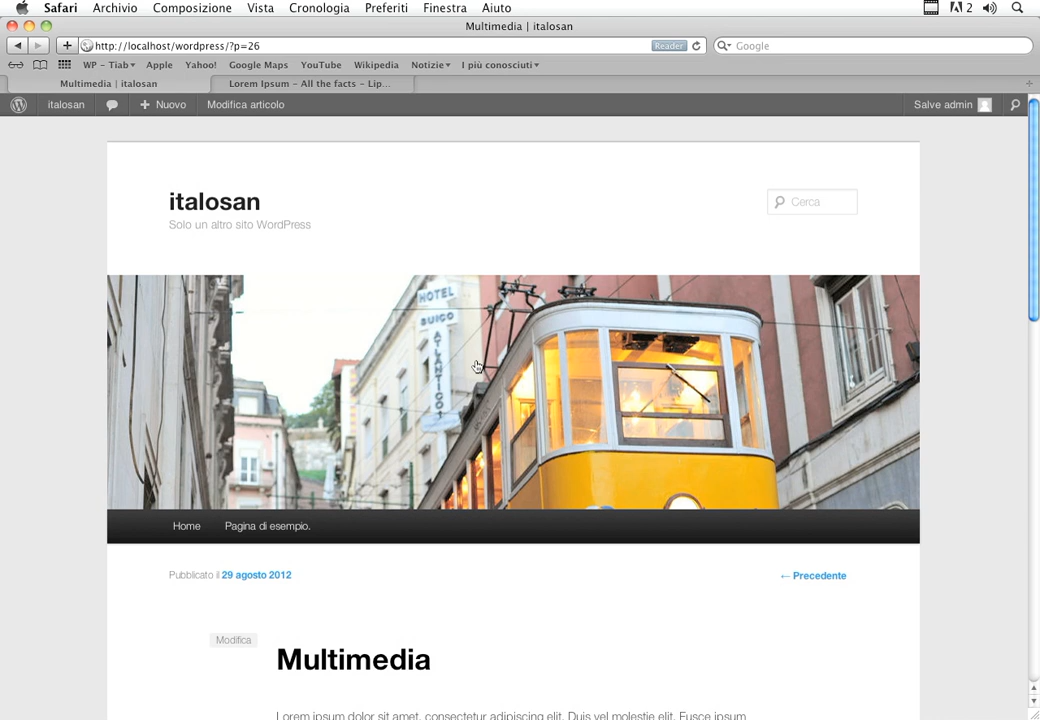 Safari Archivio Composizione Vista Cronologia Preferiti Finestra Aiuto 2
Multimedia | italosan
http://localhost/wordpress/?p=26 Reader Google
WP – Tiab Apple Yahoo! Google Maps YouTube Wikipedia Notizie I più conosciuti
Multimedia | italosan Lorem Ipsum – All the facts – Lip...
italosan + Nuovo Modifica articolo Salve admin
italosan
Cerca
Solo un altro sito WordPress
HOTEL
SUICO
ATLANTICO
Home Pagina di esempio.
Pubblicato il 29 agosto 2012 ← Precedente
Modifica
Multimedia
Lorem ipsum dolor sit amet, consectetur adipiscing elit. Duis vel molestie elit. Fusce ipsum